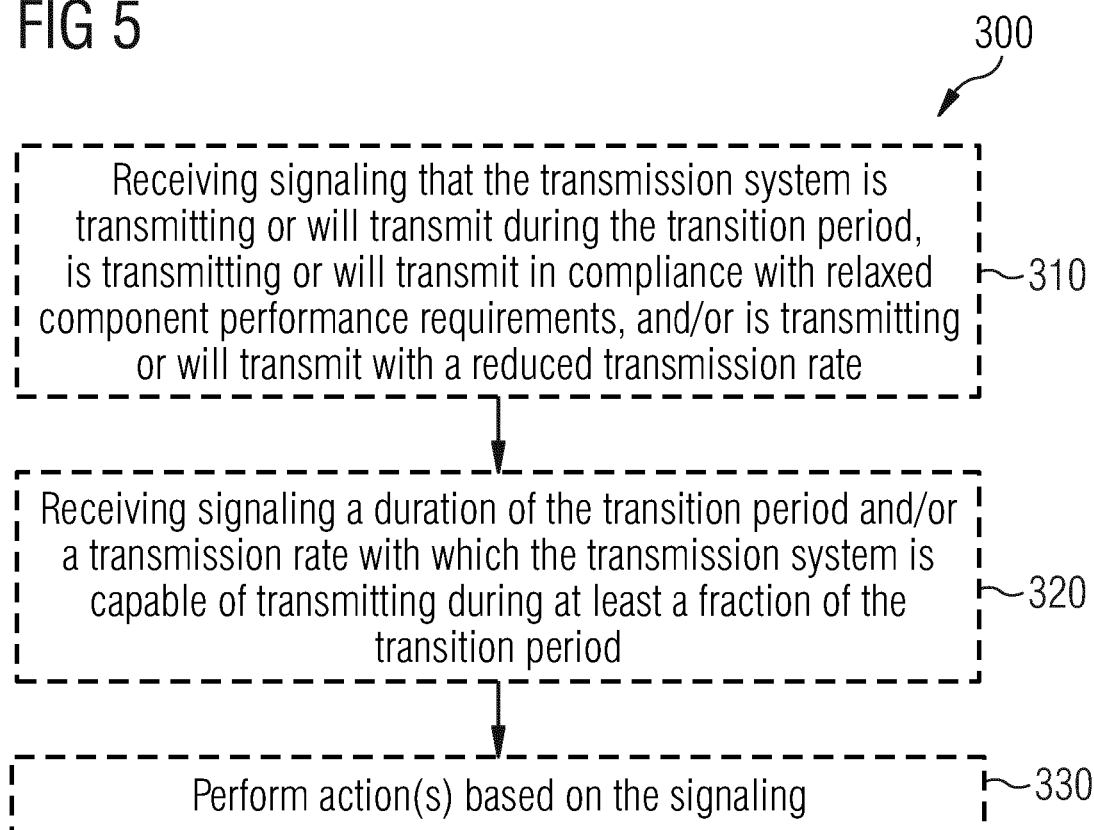 FIG 5
300
Receiving signaling that the transmission system is
transmitting or will transmit during the transition period,
is transmitting or will transmit in compliance with relaxed
component performance requirements, and/or is transmitting
or will transmit with a reduced transmission rate
310
Receiving signaling a duration of the transition period and/or
a transmission rate with which the transmission system is
capable of transmitting during at least a fraction of the
transition period
320
Perform action(s) based on the signaling
330